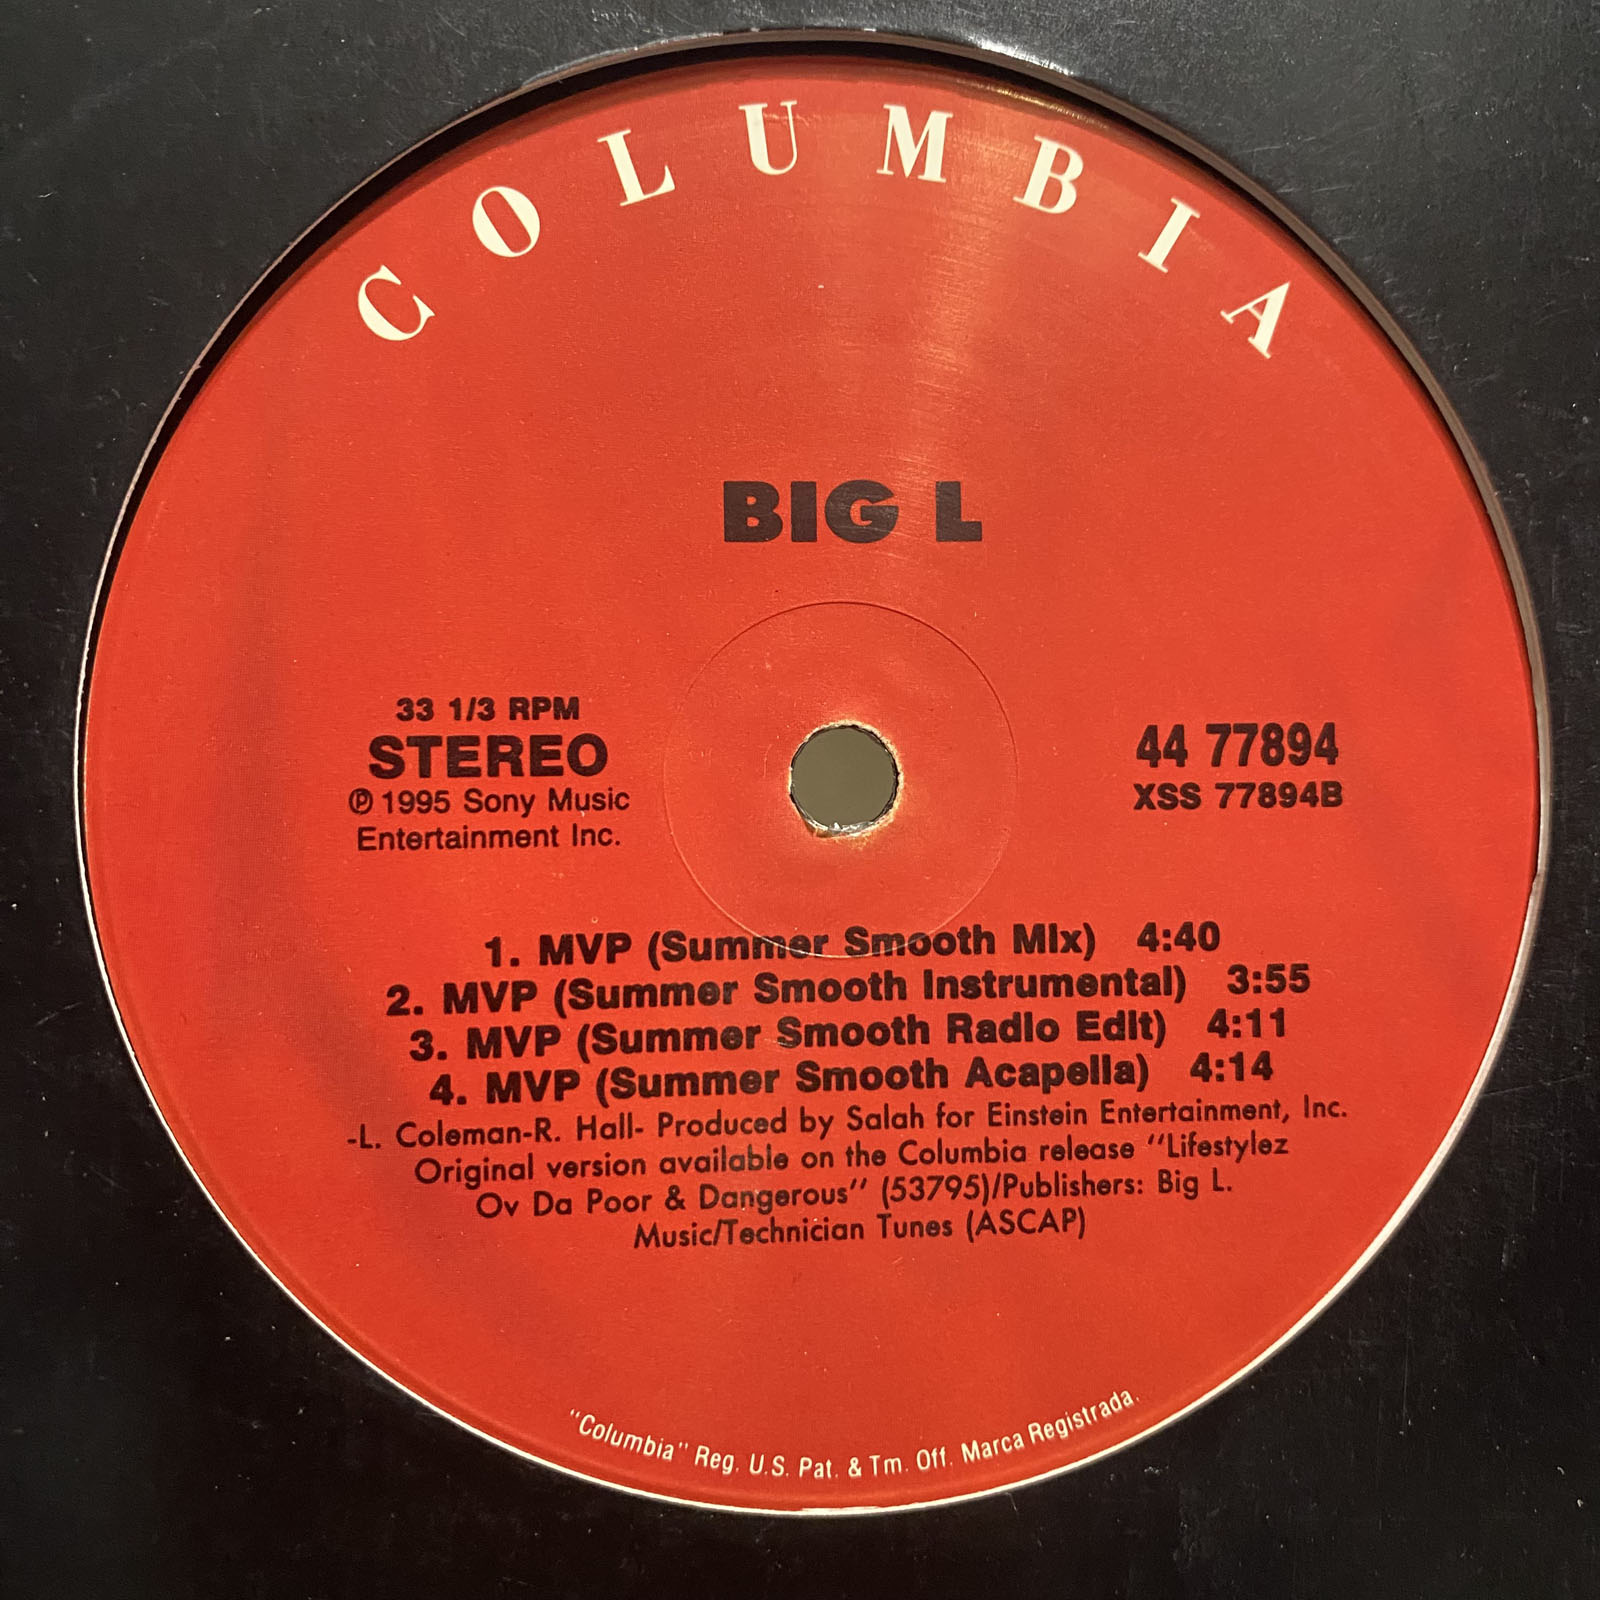 COLUMBIA
BIG L
33 1/3 RPM
STEREO
Ⓟ 1995 Sony Music
Entertainment Inc.
44 77894
XSS 77894B
1. MVP (Summer Smooth MIx) 4:40
2. MVP (Summer Smooth Instrumental) 3:55
3. MVP (Summer Smooth RadIo EdIt) 4:11
4. MVP (Summer Smooth Acapella) 4:14
-L. Coleman-R. Hall- Produced by Salah for Einstein Entertainment, Inc.
Original version available on the Columbia release "Lifestylez
Ov Da Poor & Dangerous" (53795)/Publishers: Big L.
Music/Technician Tunes (ASCAP)
"Columbia" Reg. U.S. Pat. & Tm. Off. Marca Registrada.